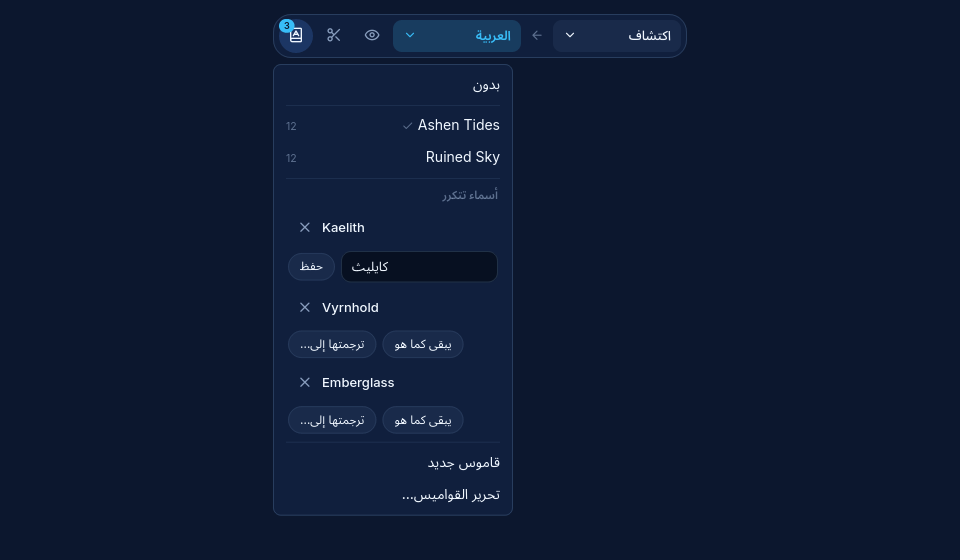 اكتشاف
العربية
3
بدون
Ashen Tides 12
Ruined Sky 12
أسماء تتكرر
Kaelith
كايليث حفظ
Vyrnhold
يبقى كما هو ترجمتها إلى...
Emberglass
يبقى كما هو ترجمتها إلى...
قاموس جديد
تحرير القواميس...